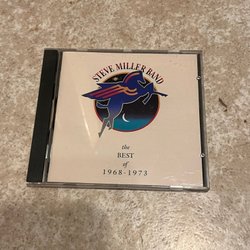 STEVE MILLER BAND
the
BEST
of
1968-1973